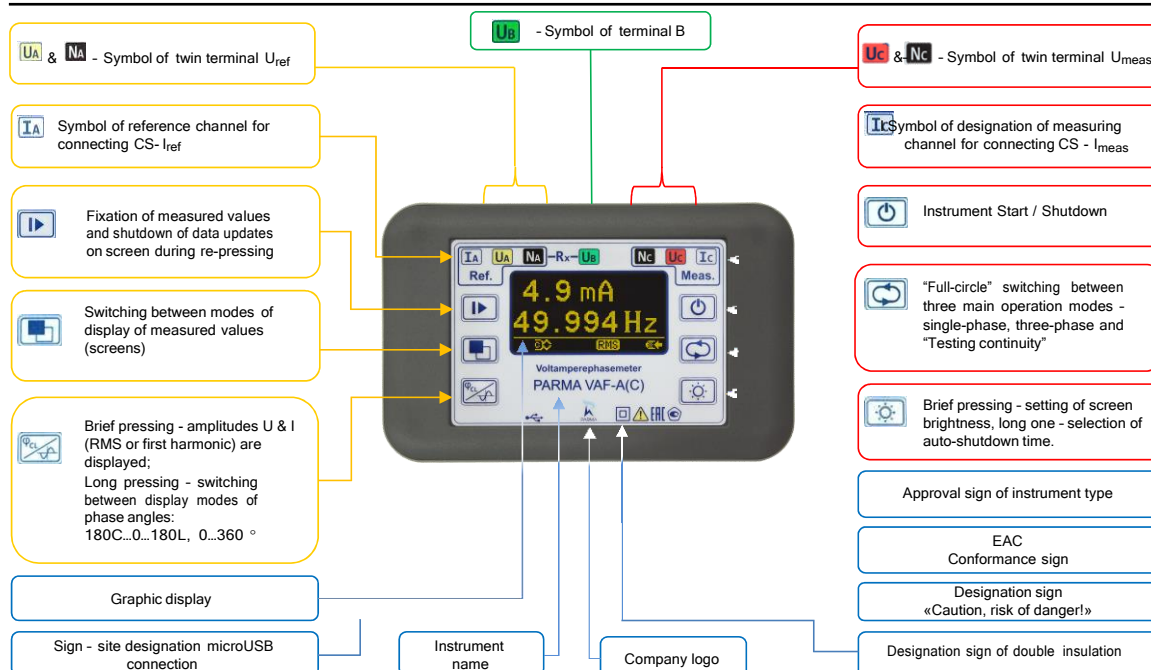 UB - Symbol of terminal B
UA & NA - Symbol of twin terminal Uref
IA Symbol of reference channel for
connecting CS- Iref
Fixation of measured values
and shutdown of data updates
on screen during re-pressing
Switching between modes of
display of measured values
(screens)
φCL
Brief pressing - amplitudes U & I
(RMS or first harmonic) are
displayed;
Long pressing - switching
between display modes of
phase angles:
180C...0...180L, 0...360 °
Graphic display
Sign - site designation microUSB
connection
IA UA NA -Rx- UB NC UC IC
Ref. Meas.
4.9 mA
49.994 Hz
RMS
Voltamperephasemeter
PARMA VAF-A(C)
φCL
EAC
Instrument
name
Company logo
UC & NC - Symbol of twin terminal Umeas
IC Symbol of designation of measuring
channel for connecting CS - Imeas
Instrument Start / Shutdown
“Full-circle” switching between
three main operation modes -
single-phase, three-phase and
“Testing continuity”
Brief pressing - setting of screen
brightness, long one - selection of
auto-shutdown time.
Approval sign of instrument type
EAC
Conformance sign
Designation sign
«Caution, risk of danger!»
Designation sign of double insulation